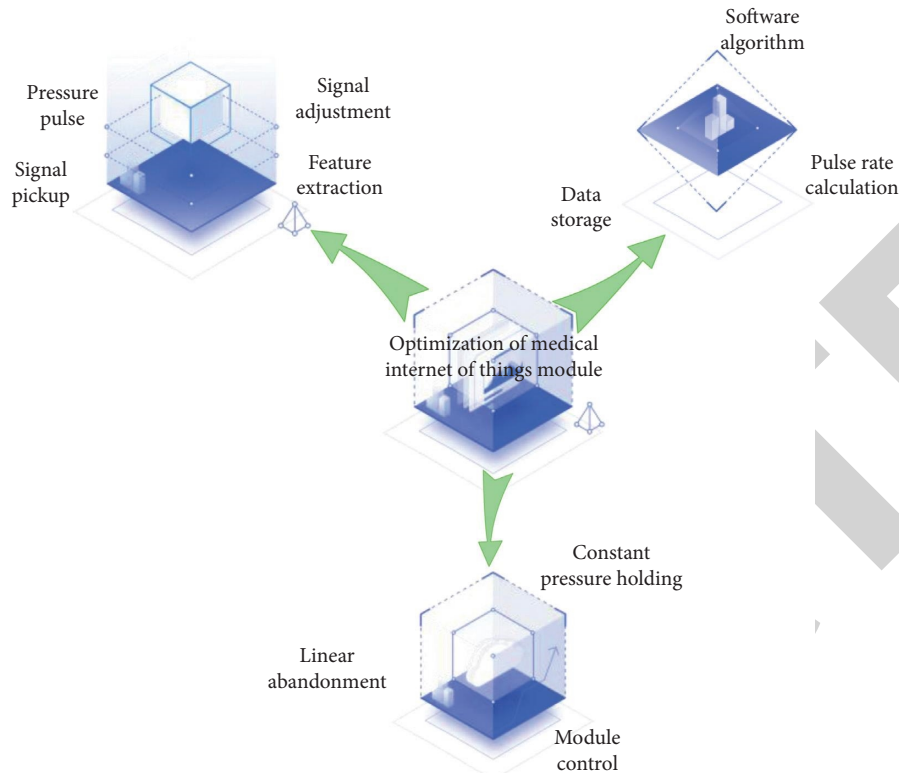 Software
algorithm
Pressure
pulse
Signal
adjustment
Signal
pickup
Feature
extraction
Pulse rate
calculation
Data
storage
Optimization of medical
internet of things module
Constant
pressure holding
Linear
abandonment
Module
control